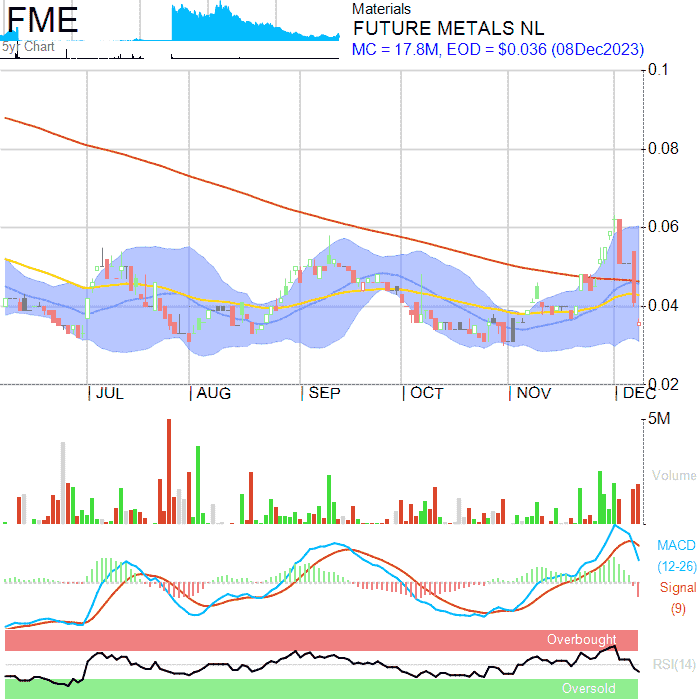 FME
5yr Chart
Materials
FUTURE METALS NL
MC = 17.8M, EOD = $0.036 (08Dec2023)
0.1
0.08
0.06
0.04
0.02
JUL AUG SEP OCT NOV DEC
5M
Volume
MACD
(12-26)
Signal
(9)
Overbought
RSI(14)
Oversold